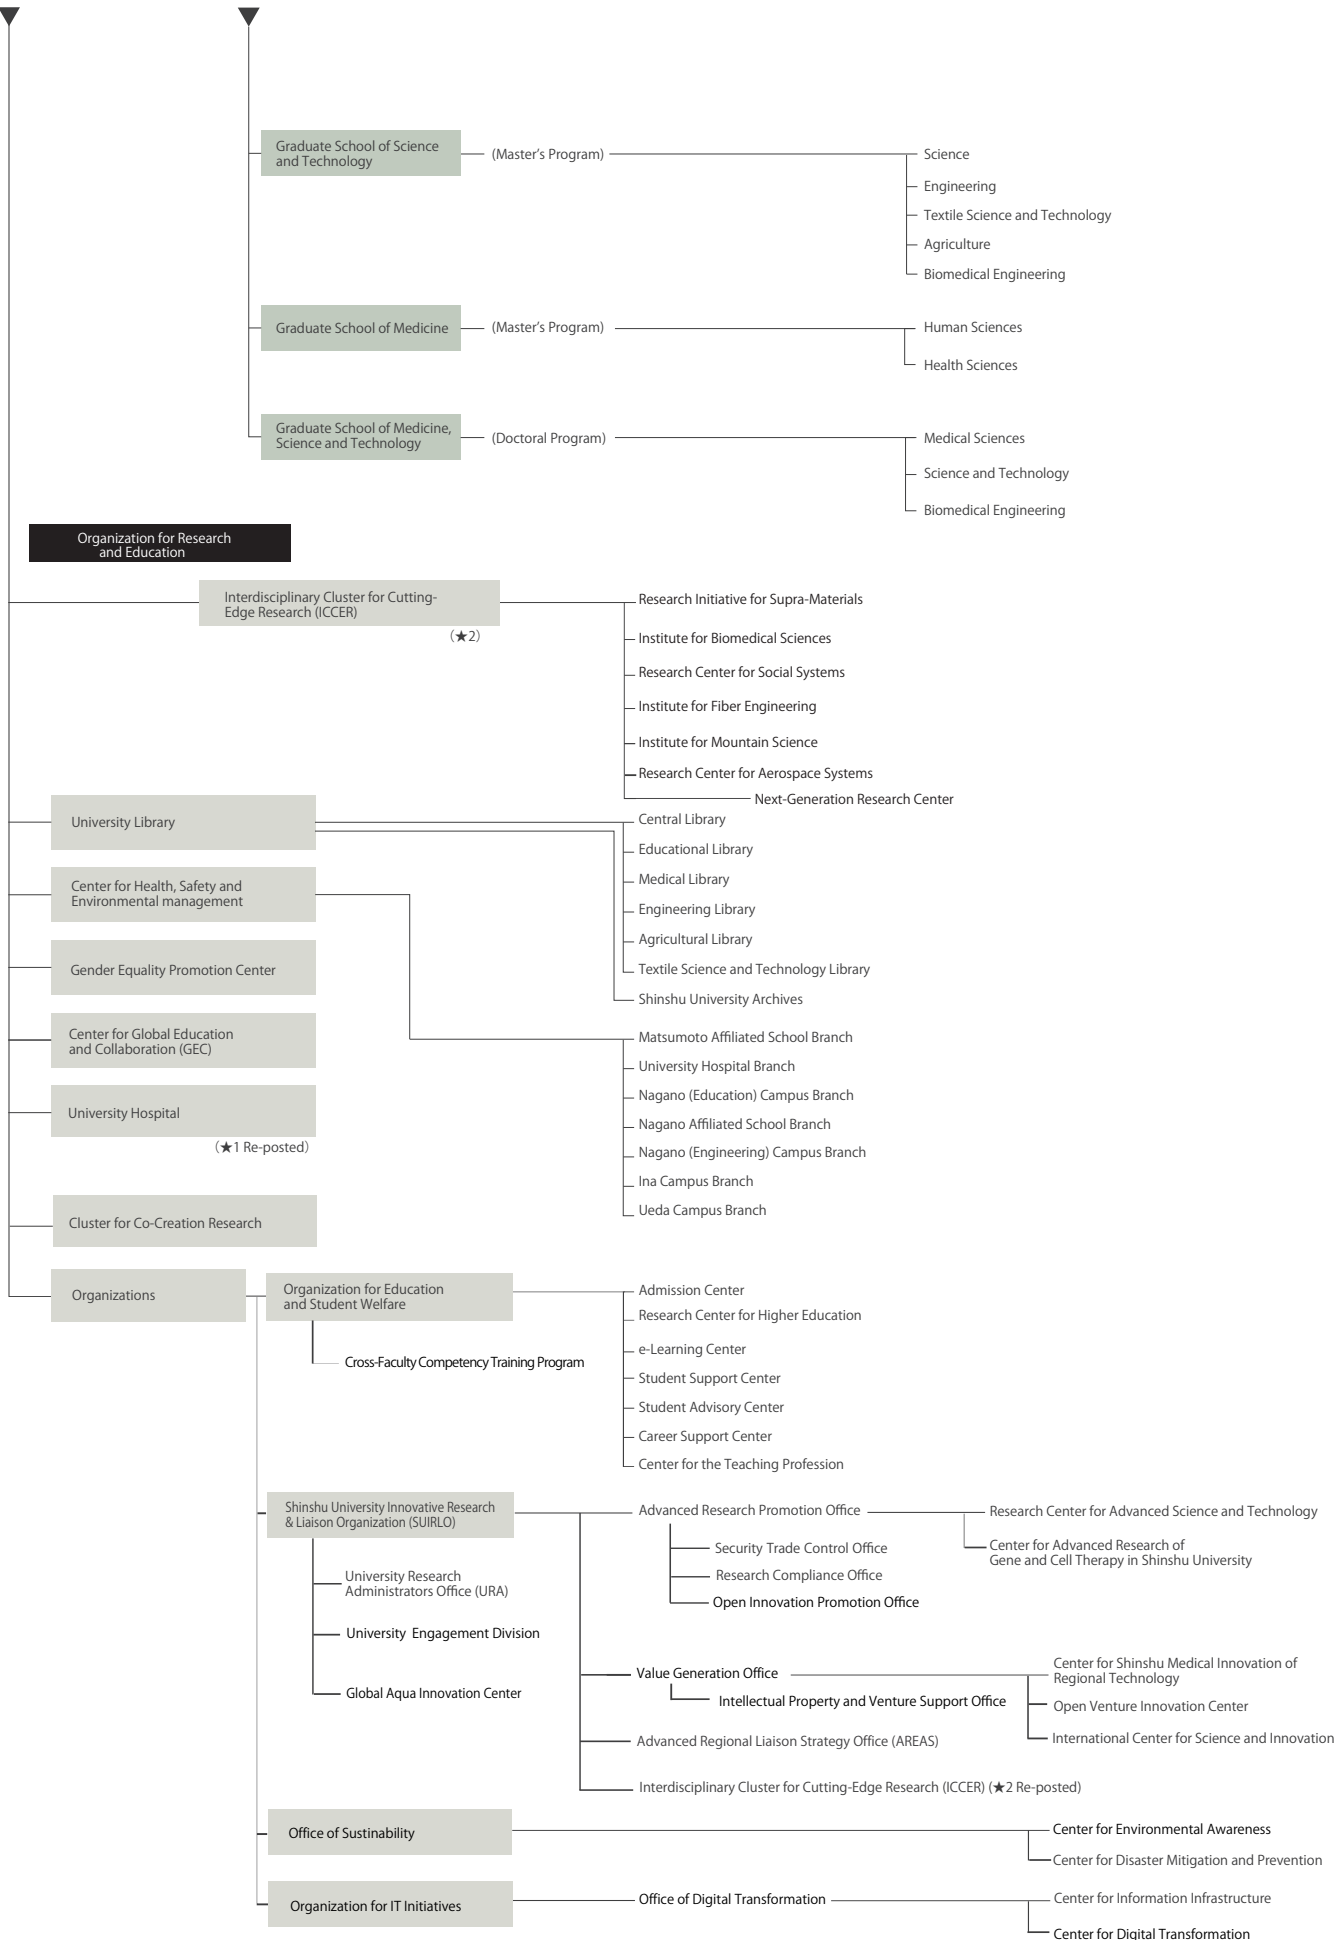 Graduate School of Science
and Technology
(Master’s Program)
Science
Engineering
Textile Science and Technology
Agriculture
Biomedical Engineering
Graduate School of Medicine
(Master’s Program)
Human Sciences
Health Sciences
Graduate School of Medicine,
Science and Technology
(Doctoral Program)
Medical Sciences
Science and Technology
Biomedical Engineering
Organization for Research
and Education
Interdisciplinary Cluster for Cutting-
Edge Research (ICCER)
(★2)
Research Initiative for Supra-Materials
Institute for Biomedical Sciences
Research Center for Social Systems
Institute for Fiber Engineering
Institute for Mountain Science
Research Center for Aerospace Systems
Next-Generation Research Center
University Library
Central Library
Educational Library
Medical Library
Engineering Library
Agricultural Library
Textile Science and Technology Library
Shinshu University Archives
Center for Health, Safety and
Environmental management
Matsumoto Affiliated School Branch
University Hospital Branch
Nagano (Education) Campus Branch
Nagano Affiliated School Branch
Nagano (Engineering) Campus Branch
Ina Campus Branch
Ueda Campus Branch
Gender Equality Promotion Center
Center for Global Education
and Collaboration (GEC)
University Hospital
(★1 Re-posted)
Cluster for Co-Creation Research
Organizations
Organization for Education
and Student Welfare
Cross-Faculty Competency Training Program
Admission Center
Research Center for Higher Education
e-Learning Center
Student Support Center
Student Advisory Center
Career Support Center
Center for the Teaching Profession
Shinshu University Innovative Research
& Liaison Organization (SUIRLO)
University Research
Administrators Office (URA)
University Engagement Division
Global Aqua Innovation Center
Advanced Research Promotion Office
Research Center for Advanced Science and Technology
Center for Advanced Research of
Gene and Cell Therapy in Shinshu University
Security Trade Control Office
Research Compliance Office
Open Innovation Promotion Office
Value Generation Office
Center for Shinshu Medical Innovation of
Regional Technology
Intellectual Property and Venture Support Office
Open Venture Innovation Center
International Center for Science and Innovation
Advanced Regional Liaison Strategy Office (AREAS)
Interdisciplinary Cluster for Cutting-Edge Research (ICCER) (★2 Re-posted)
Office of Sustinability
Center for Environmental Awareness
Center for Disaster Mitigation and Prevention
Organization for IT Initiatives
Office of Digital Transformation
Center for Information Infrastructure
Center for Digital Transformation